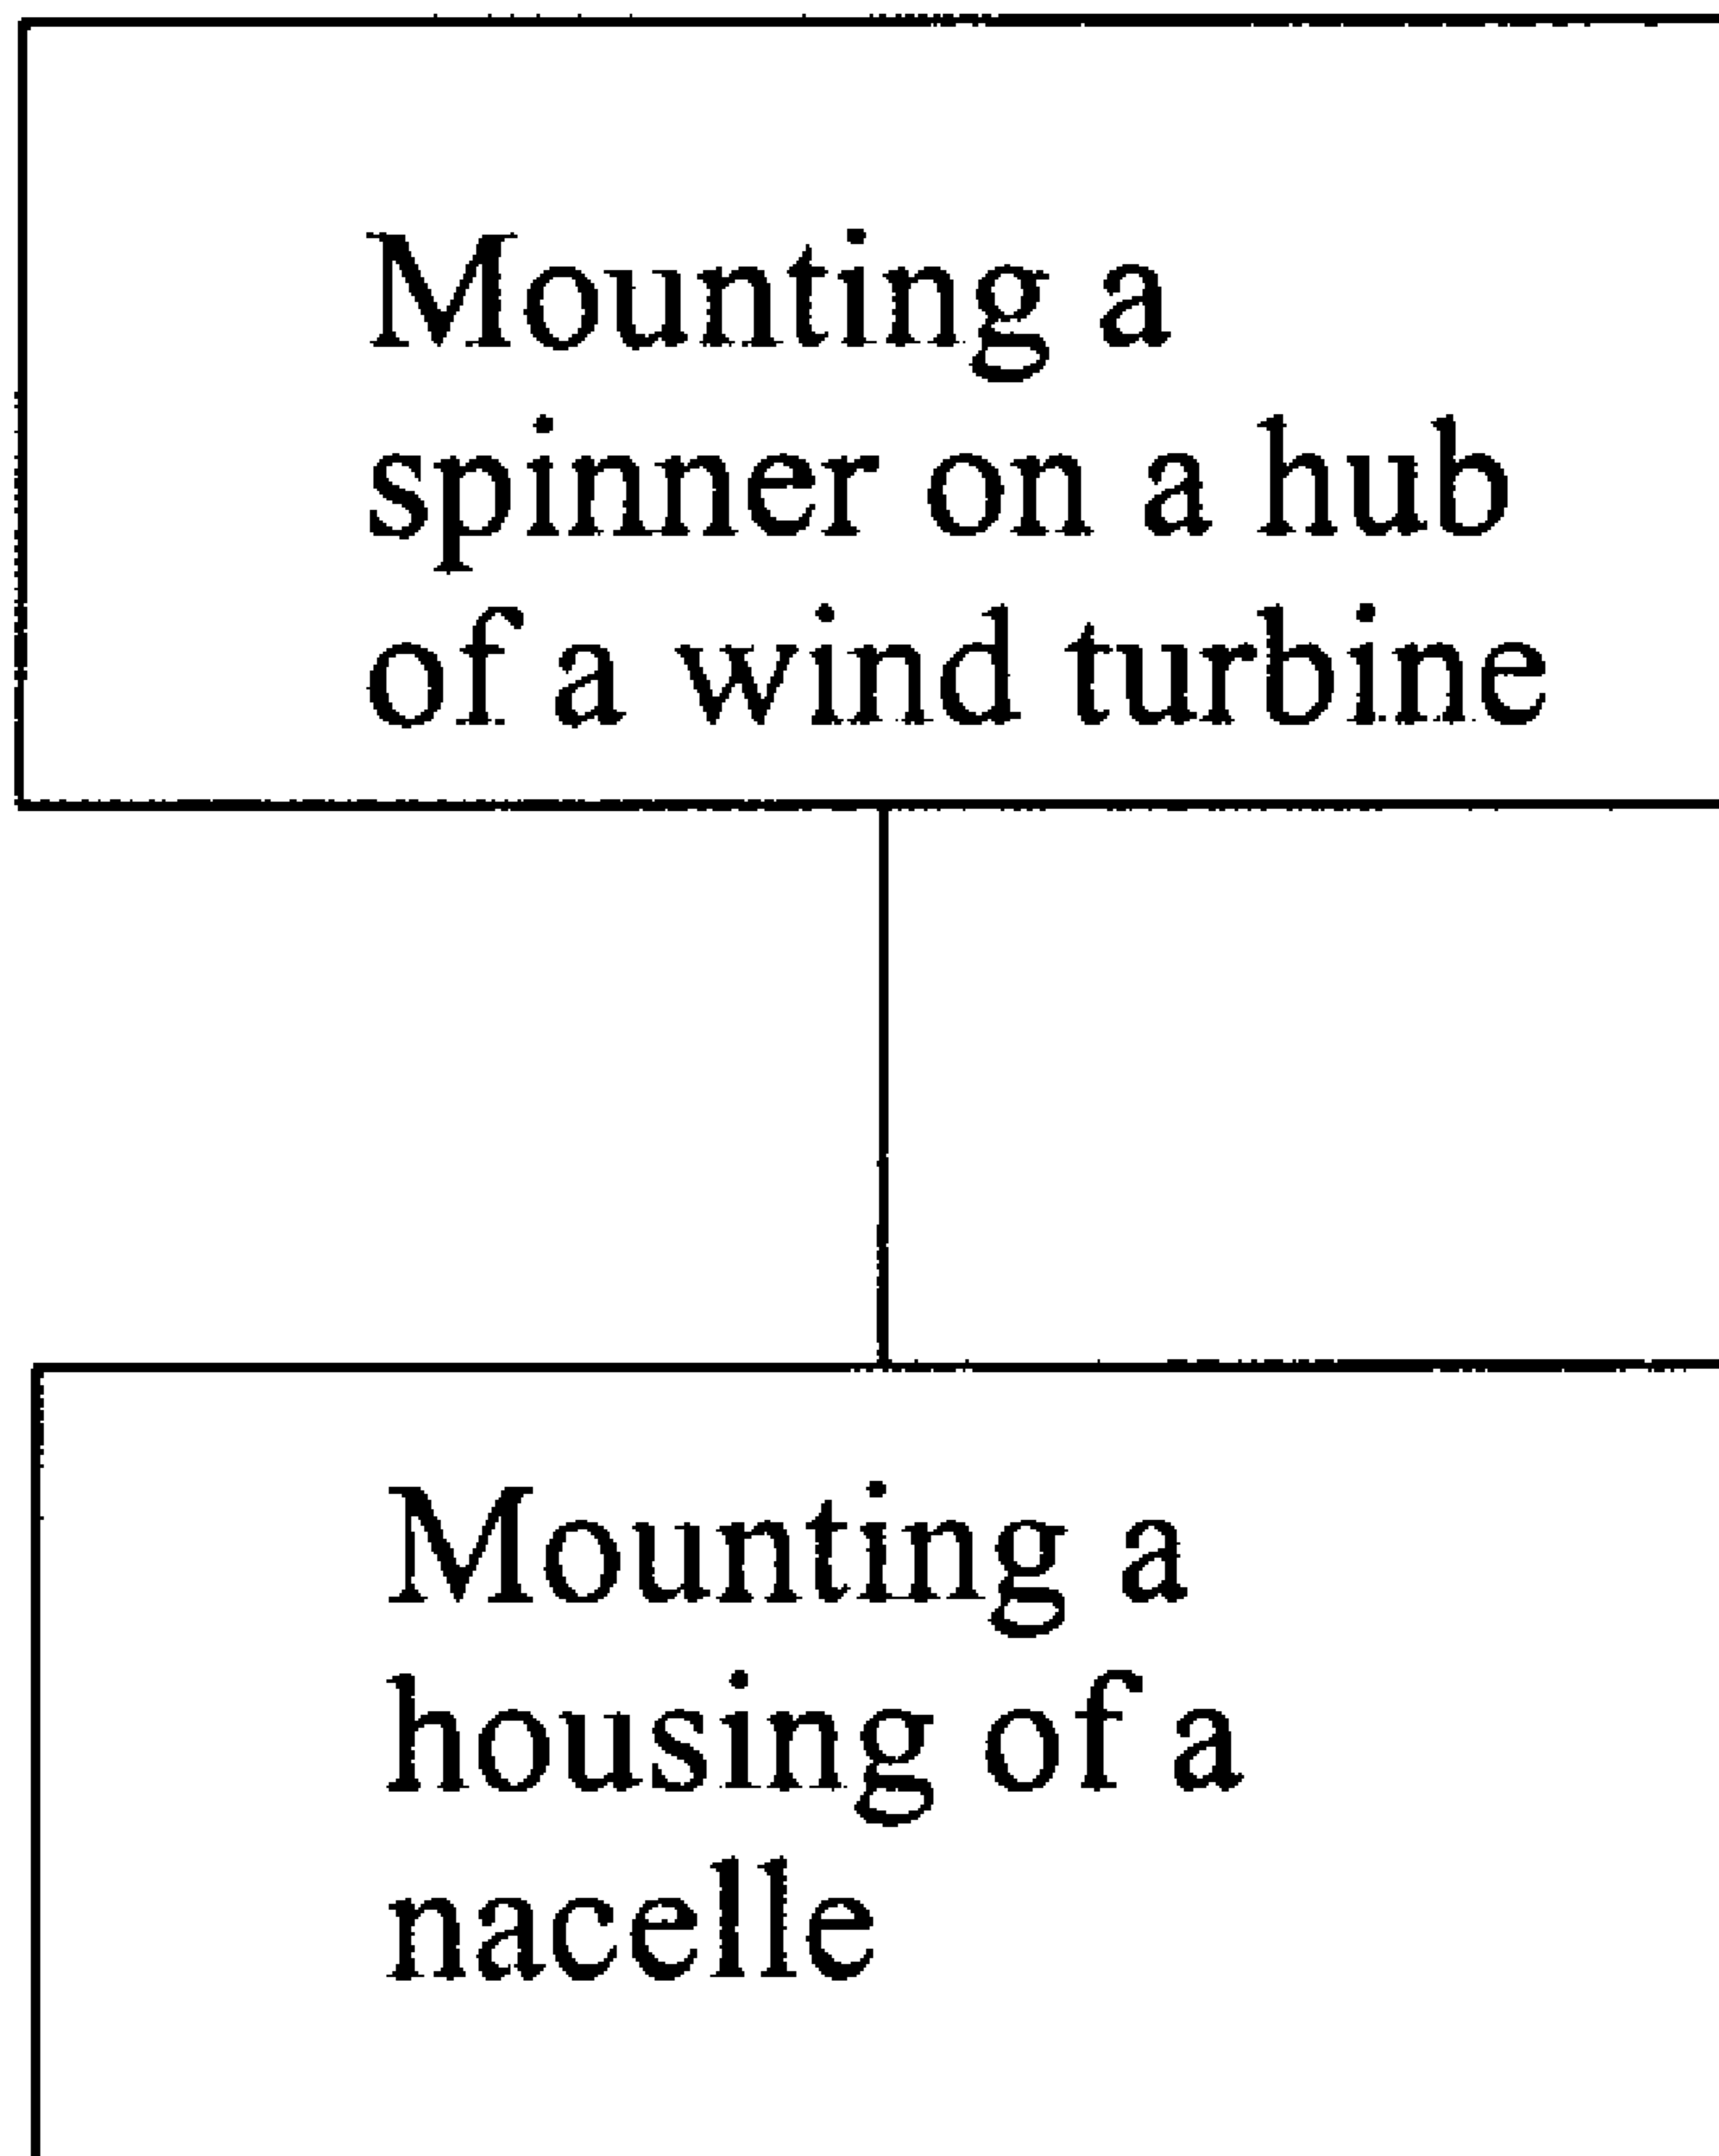 Mounting a
spinner on a hub
of a wind turbine
Mounting a
housing of a
nacelle